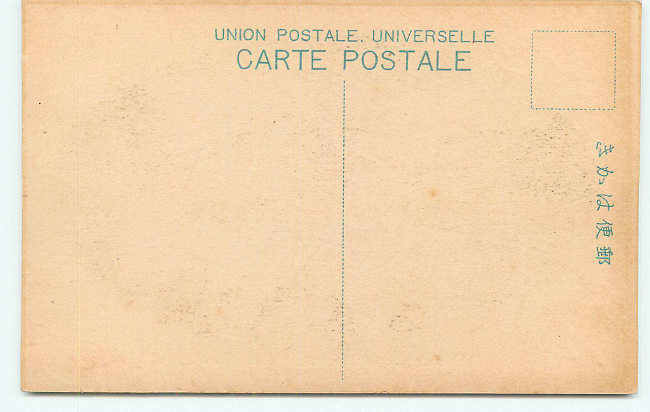 UNION POSTALE. UNIVERSELLE
CARTE POSTALE
郵便はかき